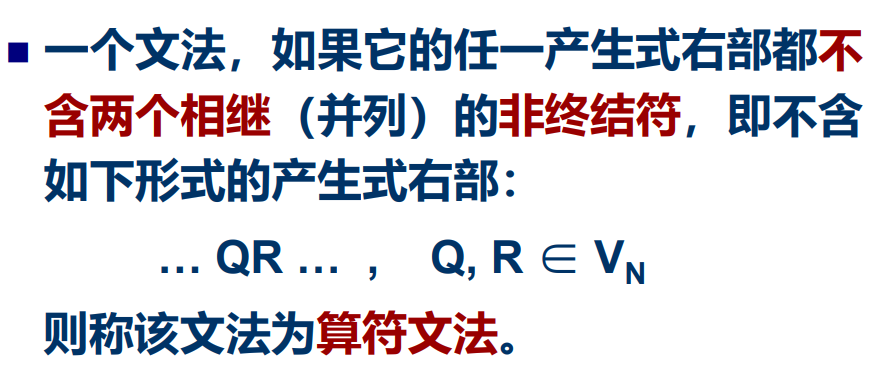 ■ 一个文法，如果它的任一产生式右部都不
含两个相继（并列）的非终结符，即不含
如下形式的产生式右部：
… QR … ， Q, R ∈ V_N
则称该文法为算符文法。